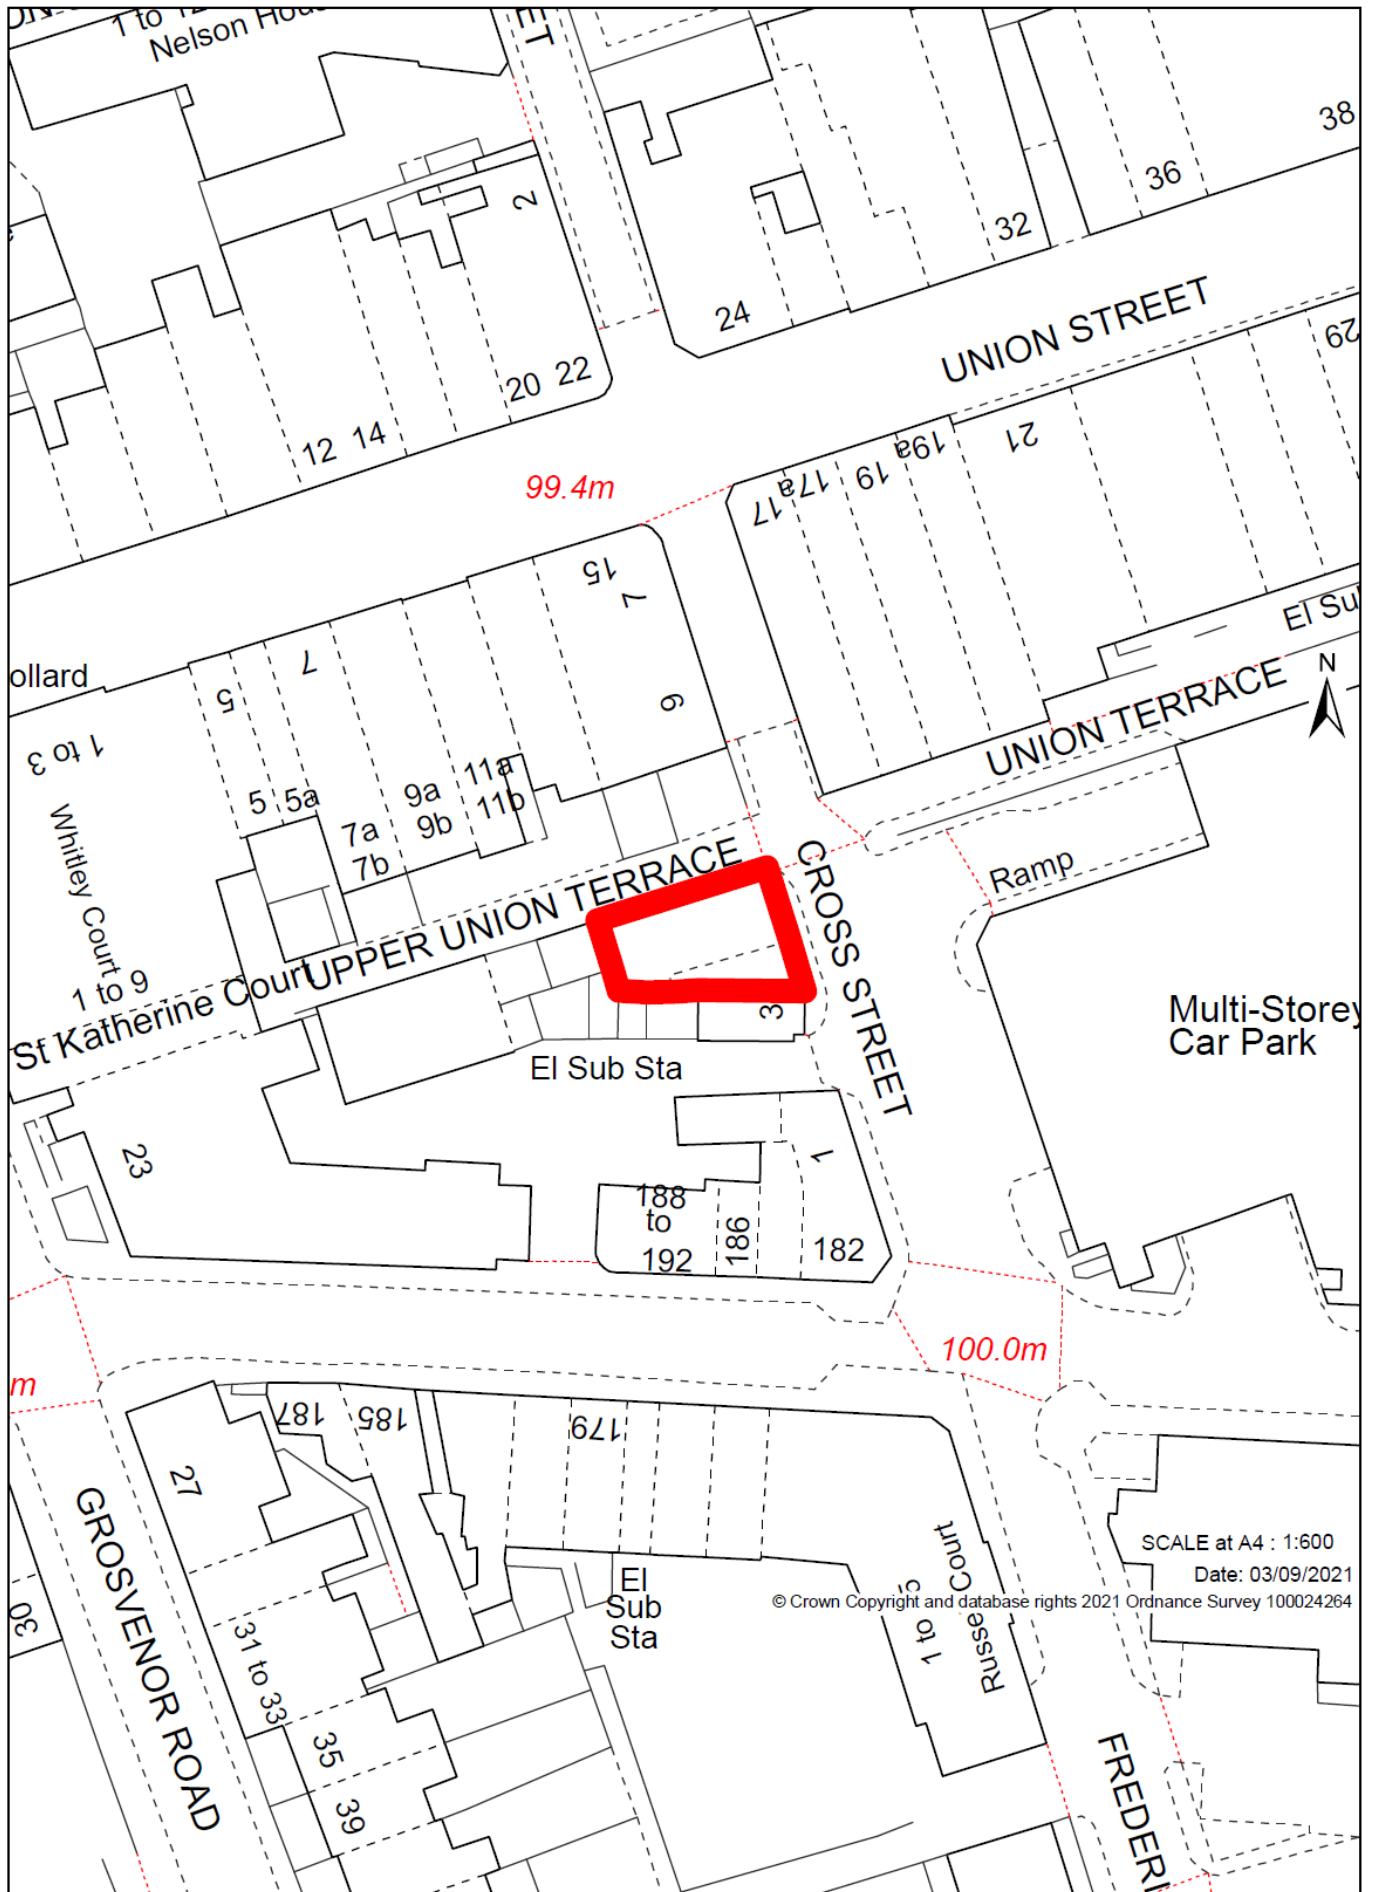 1 to 12
Nelson House
ET
2
38
36
32
24
UNION STREET
29
20 22
12 14
99.4m
17
17a
19
19a
21
15
7
6
El Su
ollard
1 to 3
5
7
N
UNION TERRACE
5 5a
7a
7b
9a
9b
11a
11b
Whitley Court
1 to 9
St Katherine Court
UPPER UNION TERRACE
CROSS STREET
Ramp
Multi-Storey
Car Park
3
El Sub Sta
23
1
188
to
192
186
182
100.0m
m
187
185
179
27
GROSVENOR ROAD
30
31 to 33
35
39
El
Sub
Sta
Russe Court
SCALE at A4 : 1:600
Date: 03/09/2021
© Crown Copyright and database rights 2021 Ordnance Survey 100024264
FREDERI